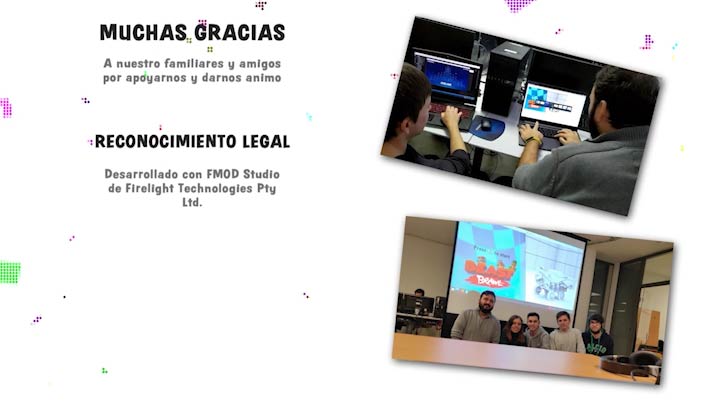 MUCHAS GRACIAS
A nuestro familiares y amigos
por apoyarnos y darnos animo
RECONOCIMIENTO LEGAL
Desarrollado con FMOD Studio
de Firelight Technologies Pty
Ltd.